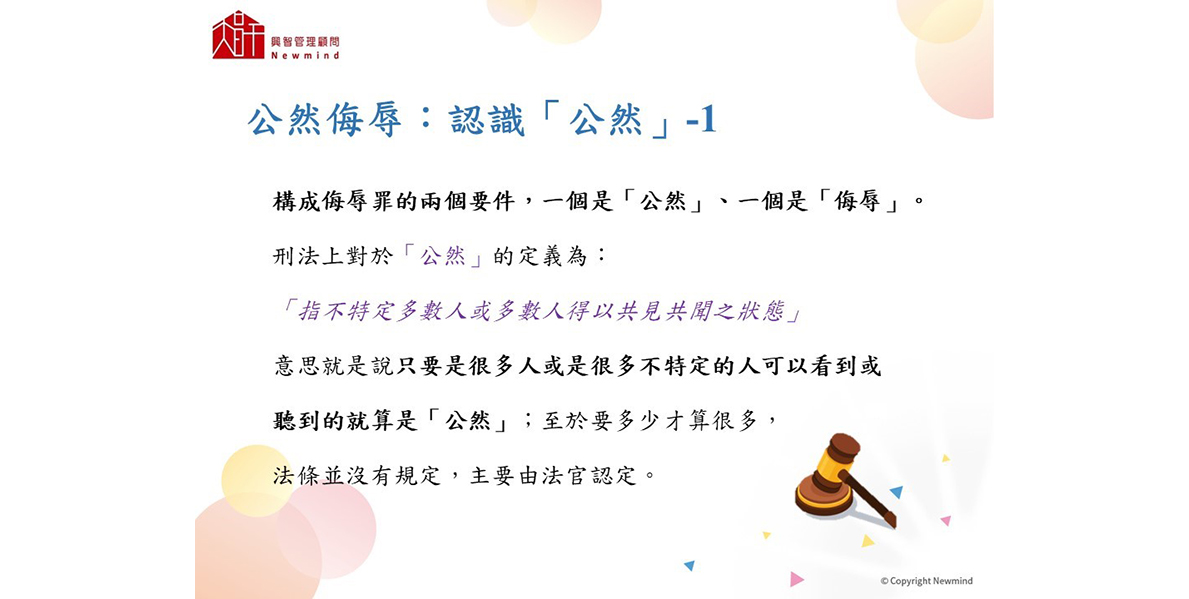 興智管理顧問
Newmind
公然侮辱：認識「公然」-1
構成侮辱罪的兩個要件，一個是「公然」、一個是「侮辱」。
刑法上對於「公然」的定義為：
「指不特定多數人或多數人得以共見共聞之狀態」
意思就是說只要是很多人或是很多不特定的人可以看到或
聽到的就算是「公然」；至於要多少才算很多，
法條並沒有規定，主要由法官認定。
© Copyright Newmind